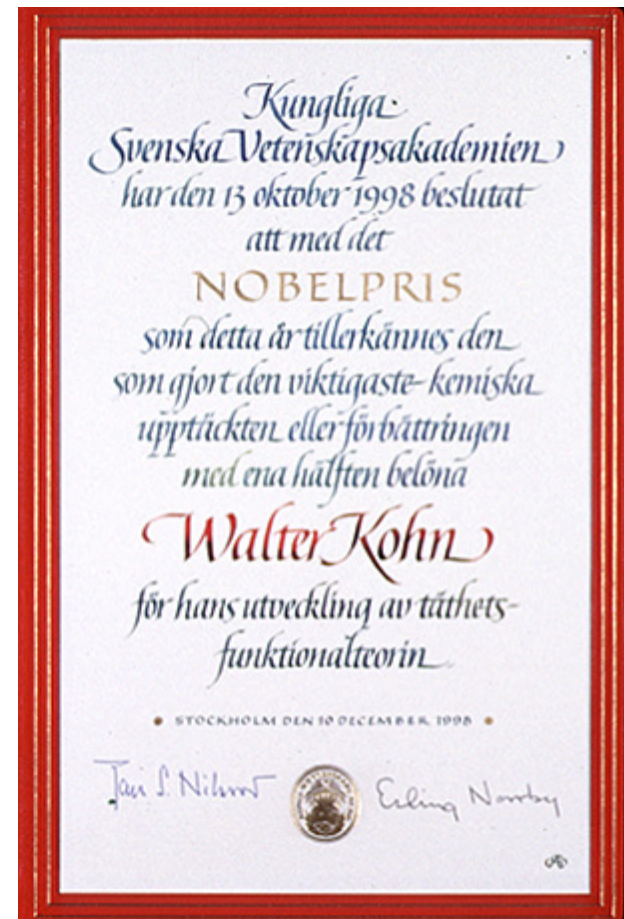 Kungliga
Svenska Vetenskapsakademien
har den 13 oktober 1998 beslutat
att med det
NOBELPRIS
som detta år tillerkännes den
som gjort den viktigaste kemiska
upptäckten eller förbättringen
med ena hälften belöna
Walter Kohn
för hans utveckling av täthets-
funktionalteorin
STOCKHOLM DEN 10 DECEMBER 1998
Jan S. Nilsson Erling Norrby